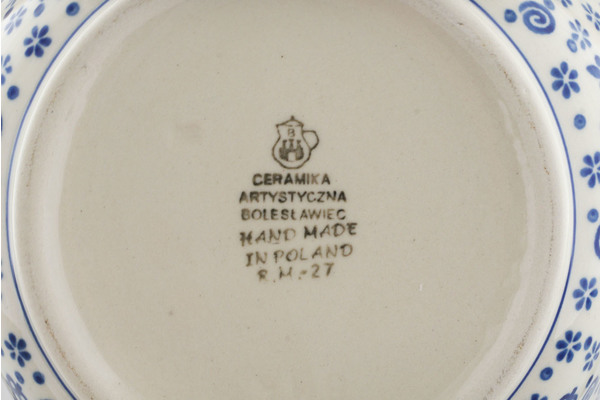 B
CERAMIKA
ARTYSTYCZNA
BOLESŁAWIEC
HAND MADE
IN POLAND
R.M.-27